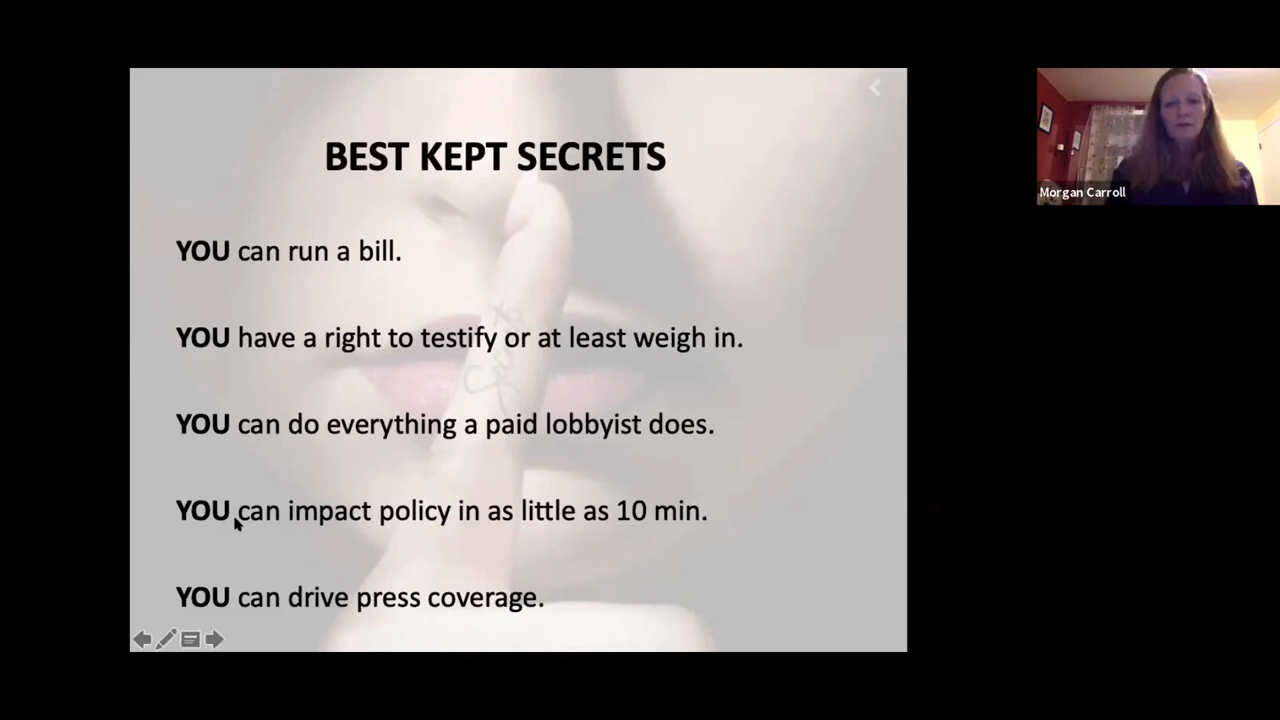 BEST KEPT SECRETS
YOU can run a bill.
YOU have a right to testify or at least weigh in.
YOU can do everything a paid lobbyist does.
YOU can impact policy in as little as 10 min.
YOU can drive press coverage.
Morgan Carroll